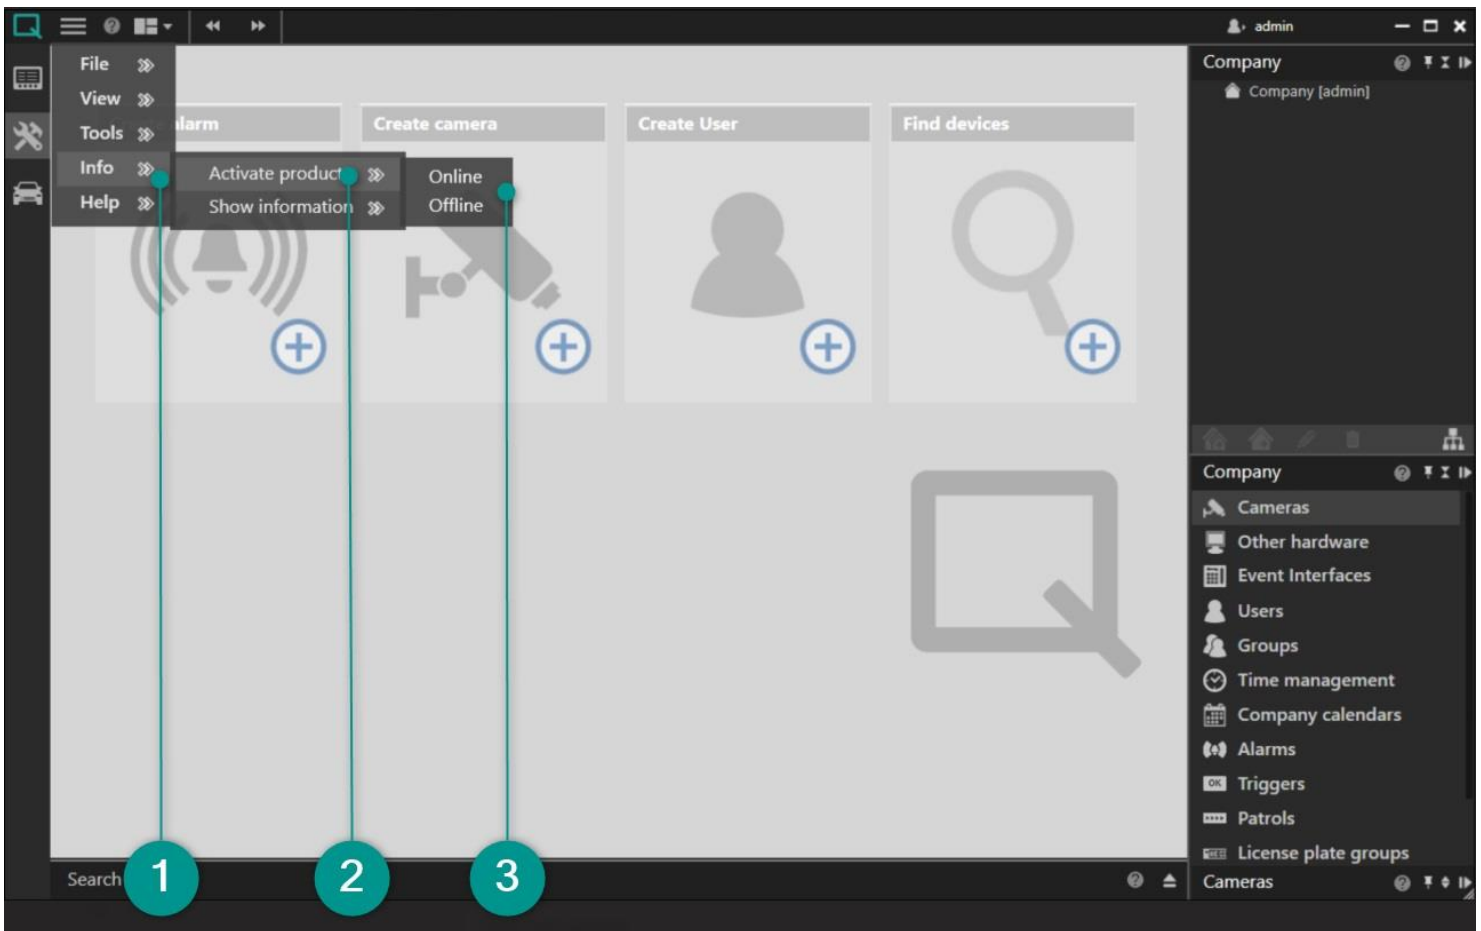 admin
File
View
Tools
Info
Help
Activate product
Show information
Online
Offline
alarm
Create camera
Create User
Find devices
Company
Company [admin]
Company
Cameras
Other hardware
Event Interfaces
Users
Groups
Time management
Company calendars
Alarms
OK
Triggers
Patrols
License plate groups
Cameras
Search
1
2
3